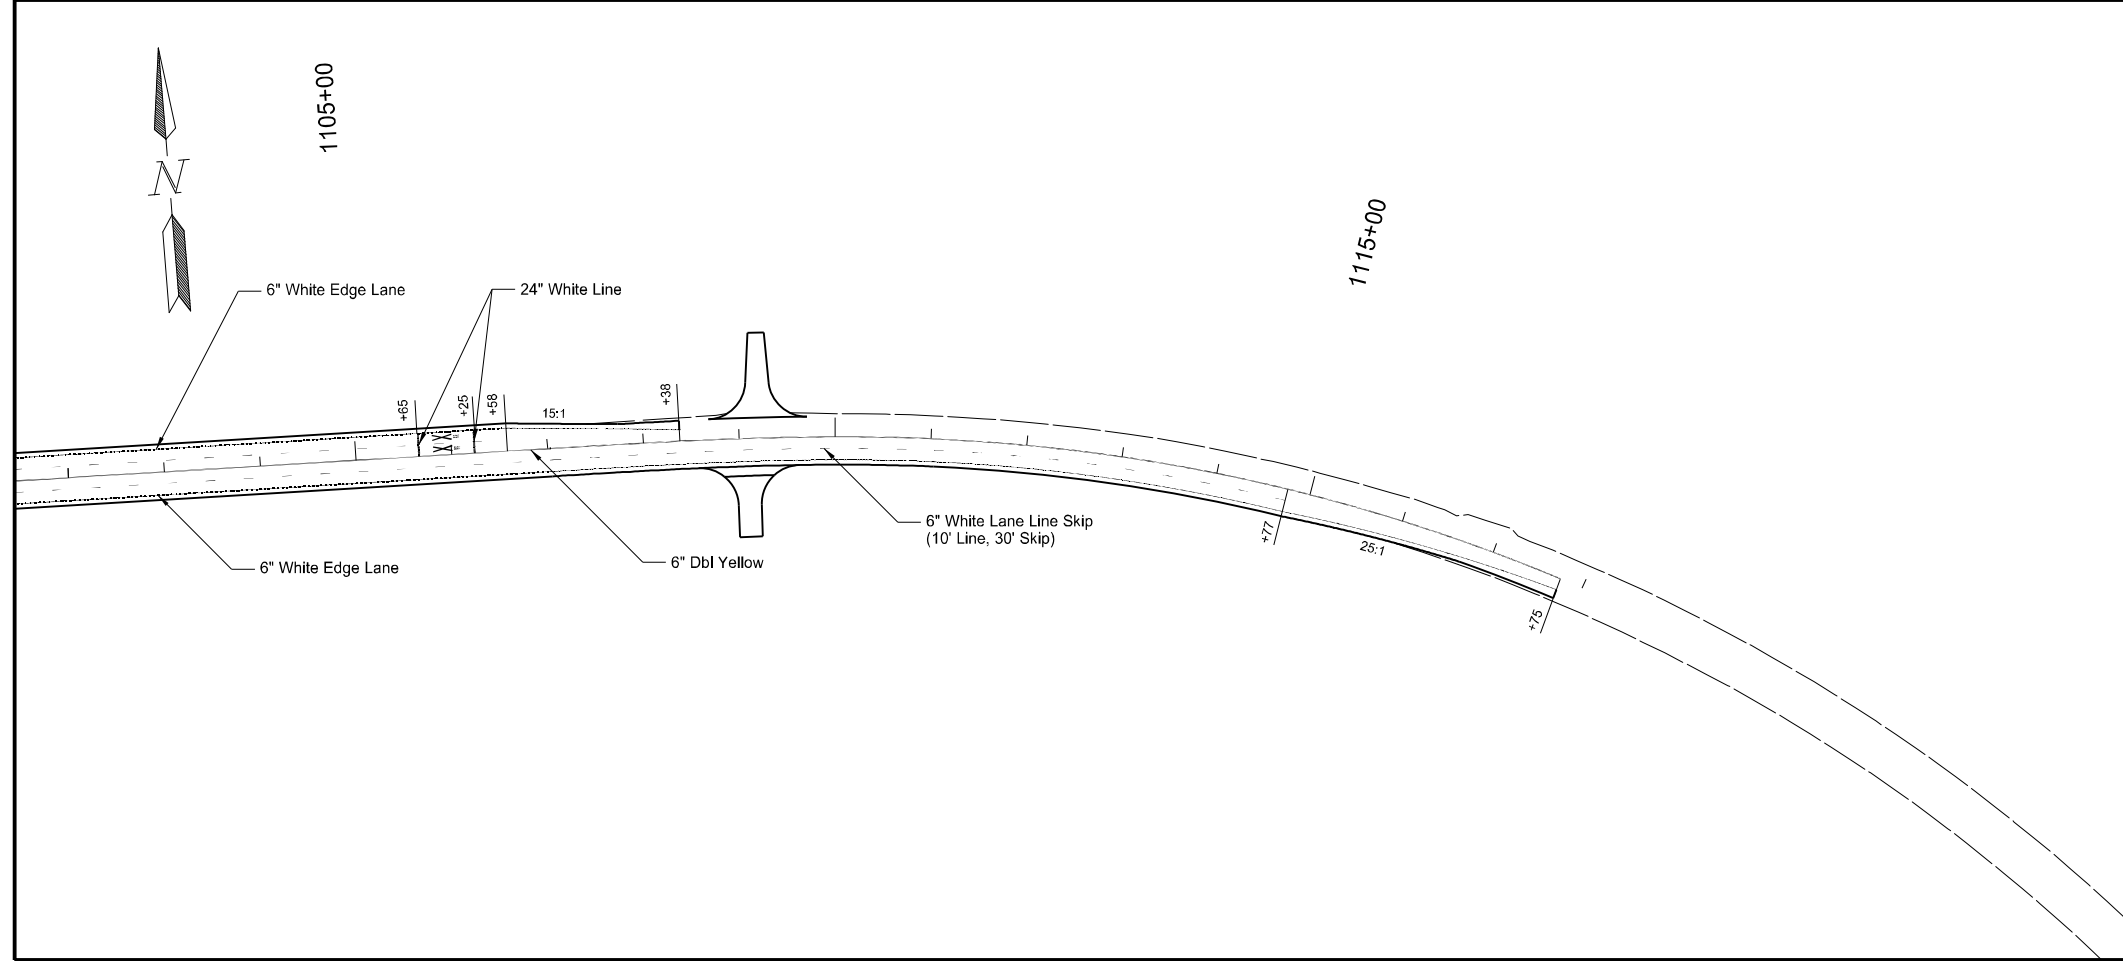 1105+00
N
1115+00
6" White Edge Lane
24" White Line
+65
+25
+58
15:1
+38
6" White Lane Line Skip
(10' Line, 30' Skip)
+77
25:1
6" Dbl Yellow
6" White Edge Lane
+75